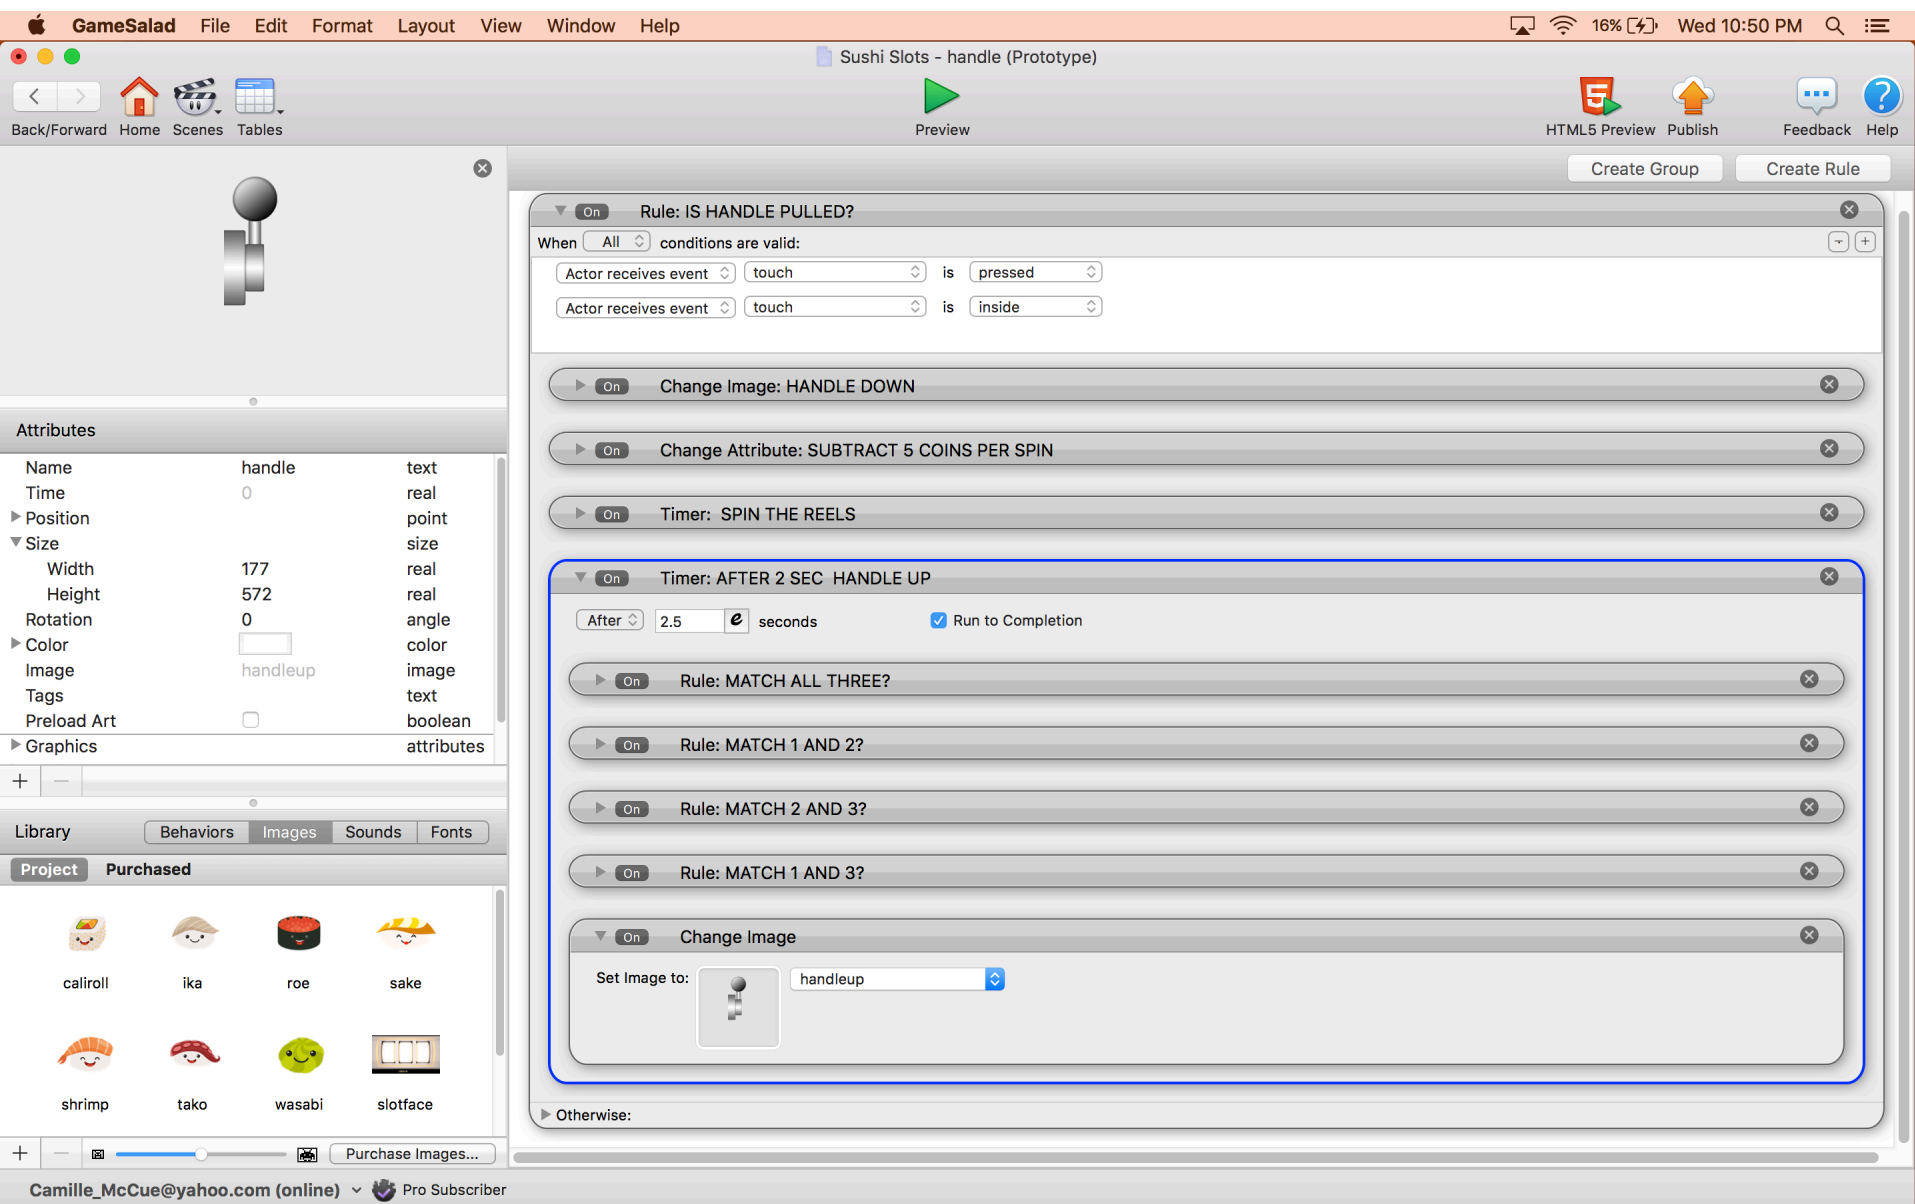 GameSalad File Edit Format Layout View Window Help 16% Wed 10:50 PM
Sushi Slots - handle (Prototype)
Back/Forward Home Scenes Tables Preview HTML5 Preview Publish Feedback Help
Create Group Create Rule
On Rule: IS HANDLE PULLED?
When All conditions are valid:
Actor receives event touch is pressed
Actor receives event touch is inside
On Change Image: HANDLE DOWN
On Change Attribute: SUBTRACT 5 COINS PER SPIN
On Timer: SPIN THE REELS
On Timer: AFTER 2 SEC HANDLE UP
After 2.5 e seconds Run to Completion
On Rule: MATCH ALL THREE?
On Rule: MATCH 1 AND 2?
On Rule: MATCH 2 AND 3?
On Rule: MATCH 1 AND 3?
On Change Image
Set Image to: handleup
Otherwise:
Attributes
Name handle text
Time 0 real
Position point
Size size
Width 177 real
Height 572 real
Rotation 0 angle
Color color
Image handleup image
Tags text
Preload Art boolean
Graphics attributes
Library Behaviors Images Sounds Fonts
Project Purchased
caliroll ika roe sake
shrimp tako wasabi slotface
Purchase Images...
Camille_McCue@yahoo.com (online) Pro Subscriber